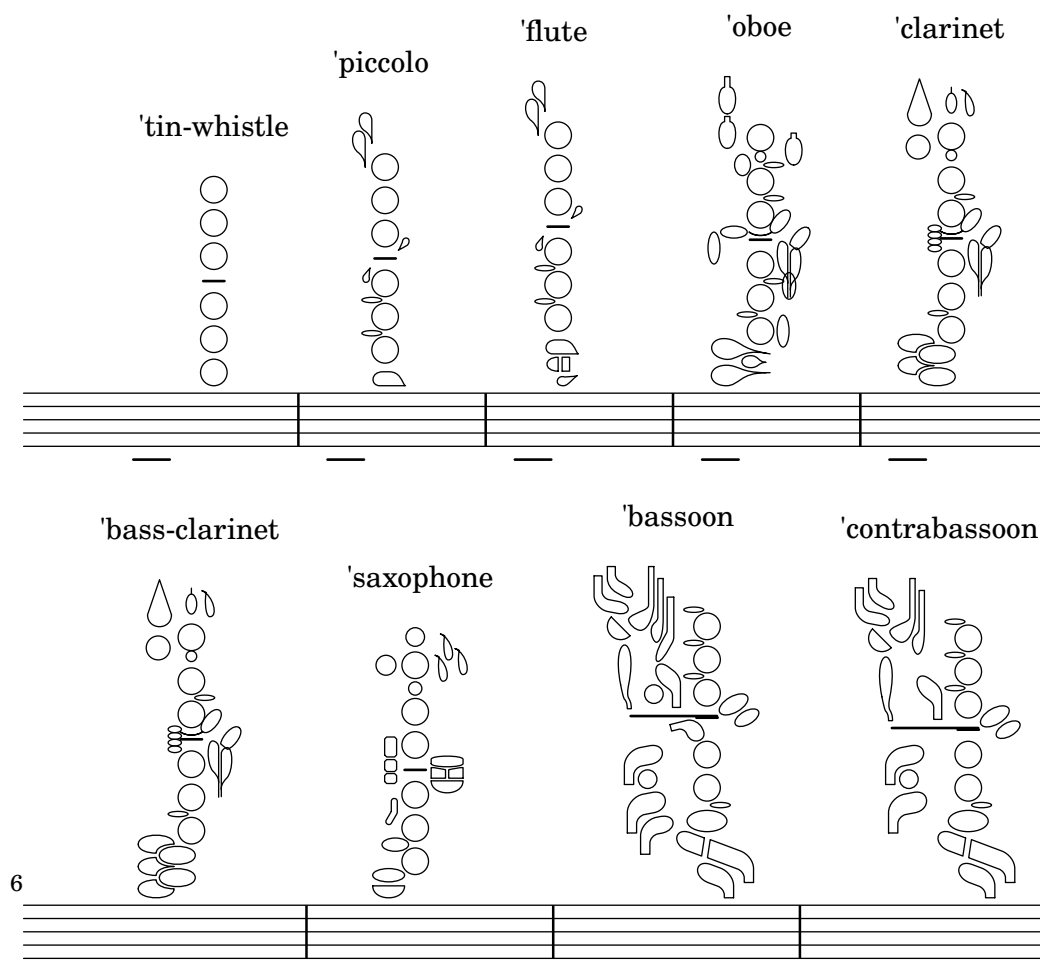 'tin-whistle
'piccolo
'flute
'oboe
'clarinet
'bass-clarinet
'saxophone
'bassoon
'contrabassoon
6